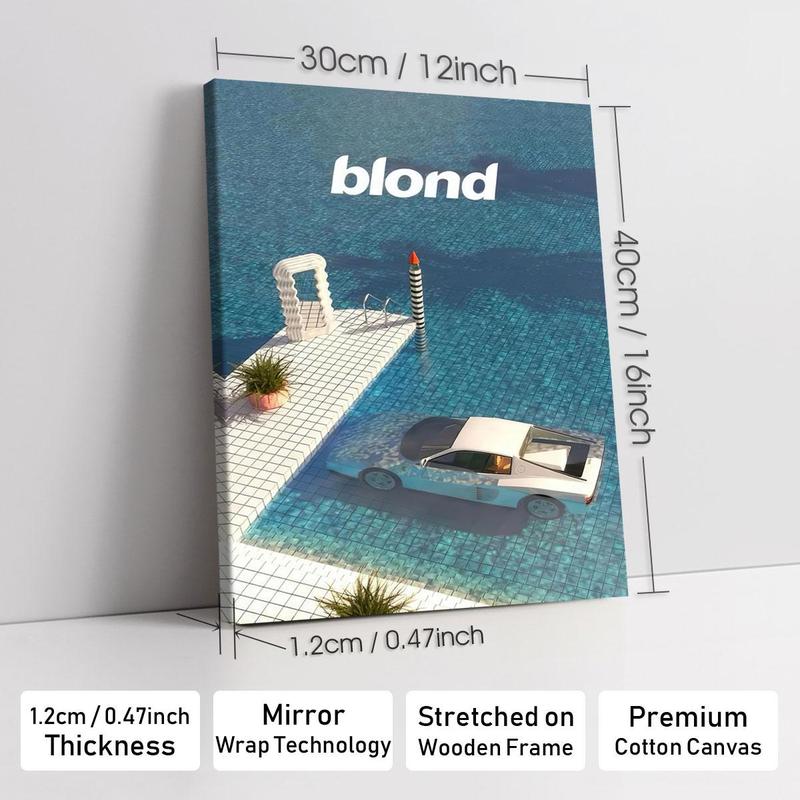 30cm / 12inch
blond
40cm / 16inch
1.2cm / 0.47inch
1.2cm / 0.47inch
Thickness
Mirror
Wrap Technology
Stretched on
Wooden Frame
Premium
Cotton Canvas